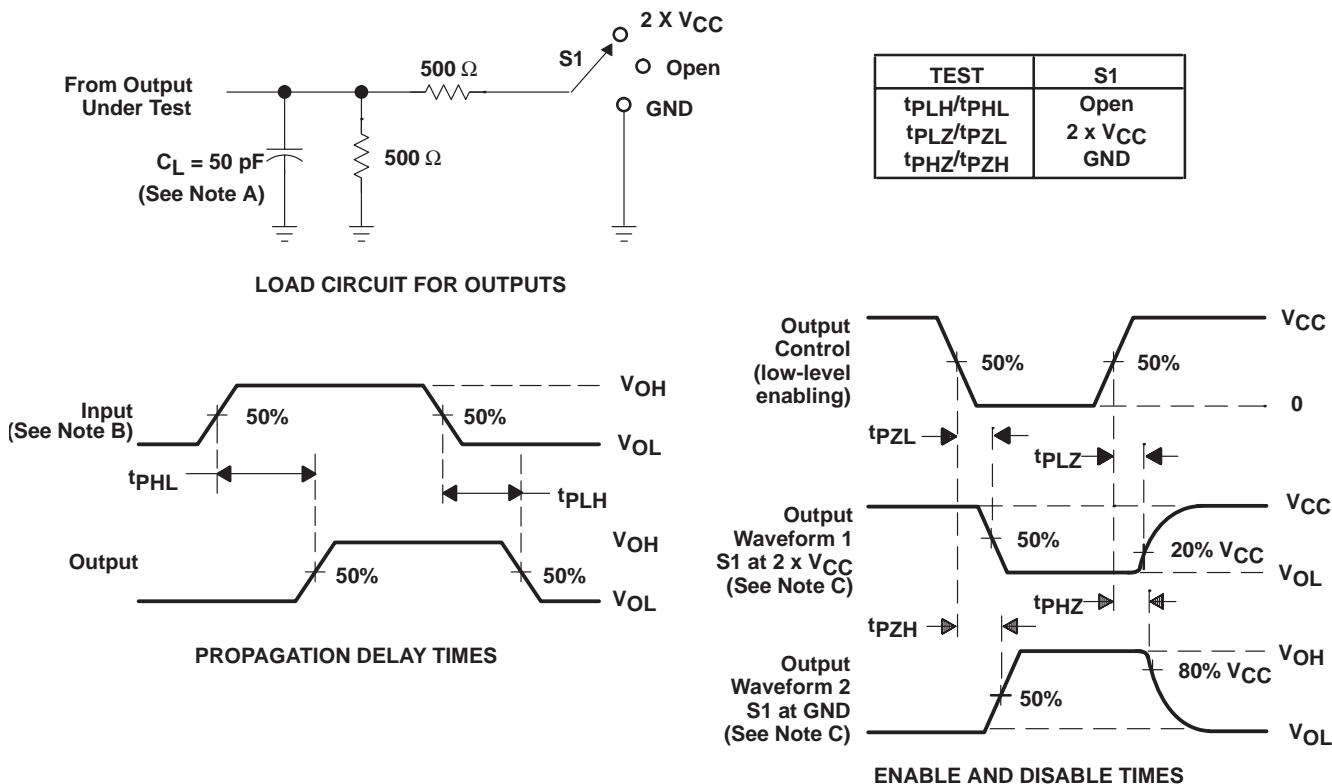 2 X VCC
S1
Open
GND
500 Ω
From Output
Under Test
500 Ω
CL = 50 pF
(See Note A)
LOAD CIRCUIT FOR OUTPUTS
TEST S1
tPLH/tPHL Open
tPLZ/tPZL 2 x VCC
tPHZ/tPZH GND
Input
(See Note B)
50%
50%
VOH
VOL
tPHL
tPLH
Output
50%
50%
VOH
VOL
PROPAGATION DELAY TIMES
Output
Control
(low-level
enabling)
50%
50%
VCC
0
tPZL
tPLZ
Output
Waveform 1
S1 at 2 x VCC
(See Note C)
50%
VCC
20% VCC
VOL
tPZH
tPHZ
Output
Waveform 2
S1 at GND
(See Note C)
50%
VOH
80% VCC
VOL
ENABLE AND DISABLE TIMES